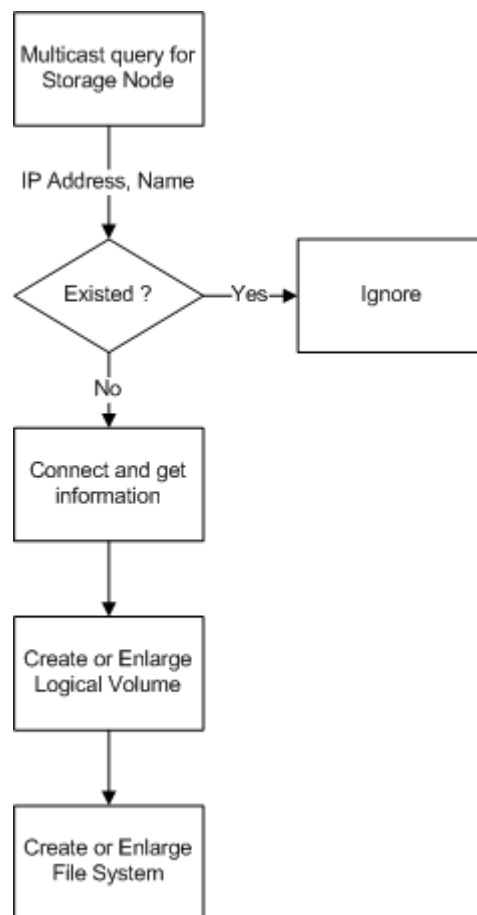 Multicast query for
Storage Node
IP Address, Name
Existed ?
Yes
Ignore
No
Connect and get
information
Create or Enlarge
Logical Volume
Create or Enlarge
File System